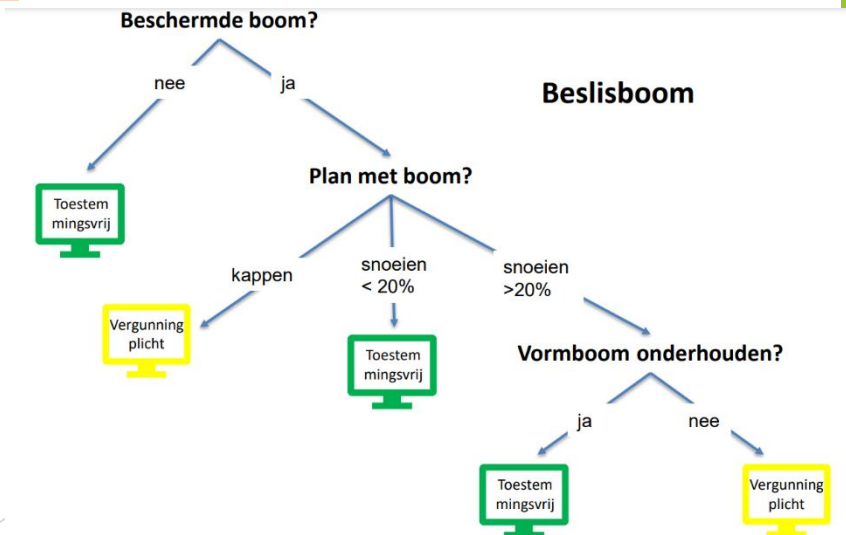 Beschermde boom?
nee
ja
Beslisboom
Plan met boom?
Toestem
mingsvrij
kappen
snoeien
< 20%
snoeien
>20%
Vergunning
plicht
Toestem
mingsvrij
Vormboom onderhouden?
ja
nee
Toestem
mingsvrij
Vergunning
plicht